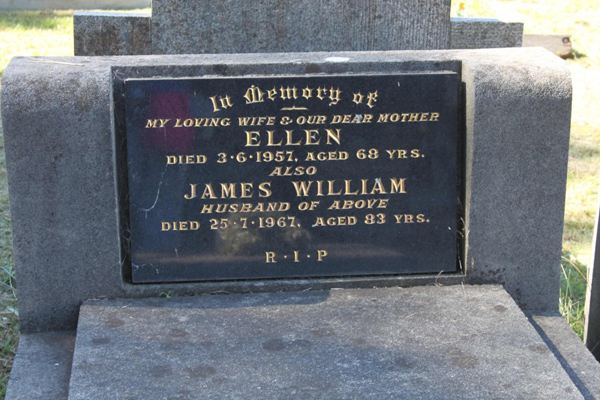 In Memory of
MY LOVING WIFE & OUR DEAR MOTHER
ELLEN
DIED 3·6·1957, AGED 68 YRS.
ALSO
JAMES WILLIAM
HUSBAND OF ABOVE
DIED 25·7·1967, AGED 83 YRS.
R·I·P